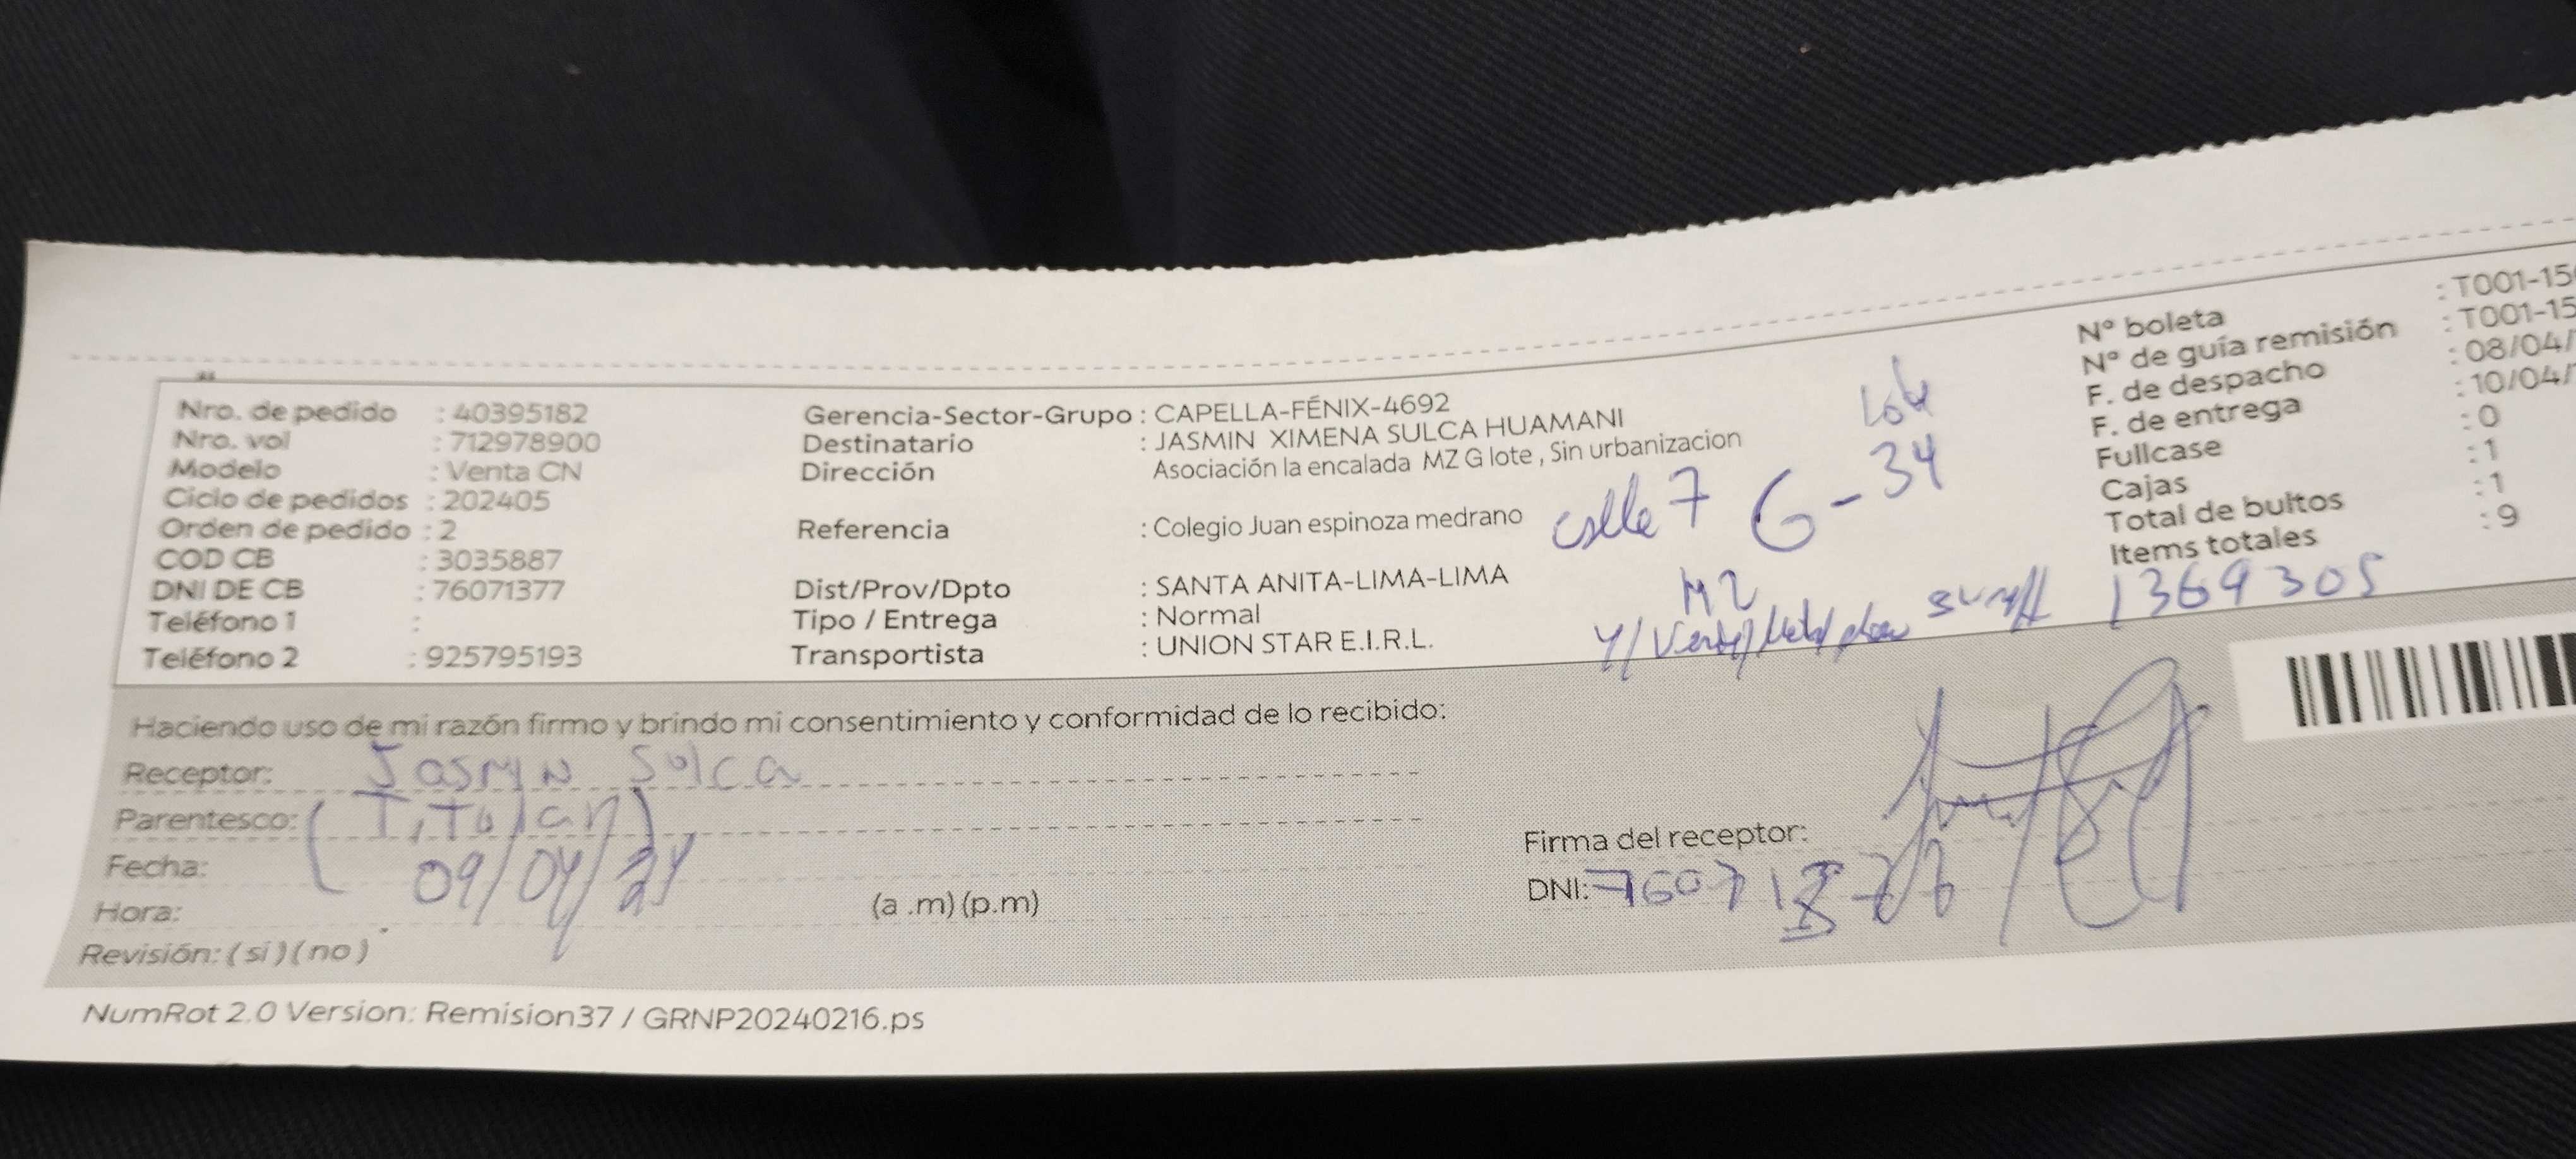 Nro. de pedido : 40395182
Nro. vol : 712978900
Modelo : Venta CN
Ciclo de pedidos : 202405
Orden de pedido : 2
COD CB : 3035887
DNI DE CB : 76071377
Teléfono 1 :
Teléfono 2 : 925795193
Gerencia-Sector-Grupo : CAPELLA-FÉNIX-4692
Destinatario : JASMIN XIMENA SULCA HUAMANI
Dirección Asociación la encalada MZ G lote , Sin urbanizacion
Referencia : Colegio Juan espinoza medrano
Dist/Prov/Dpto : SANTA ANITA-LIMA-LIMA
Tipo / Entrega : Normal
Transportista : UNION STAR E.I.R.L.
Lote
calle 7 G-34
MZ
1369305
Nº boleta : T001-15
Nº de guía remisión : T001-15
F. de despacho : 08/04/
F. de entrega : 10/04/
Fullcase : 0
Cajas : 1
Total de bultos : 1
Items totales : 9
Haciendo uso de mi razón firmo y brindo mi consentimiento y conformidad de lo recibido:
Receptor: Jasmin Sulca
Parentesco: (Titular)
Fecha: 09/04/24
Hora: (a .m) (p.m)
Revisión: ( si ) ( no )
Firma del receptor:
DNI:
NumRot 2.0 Version: Remision37 / GRNP20240216.ps